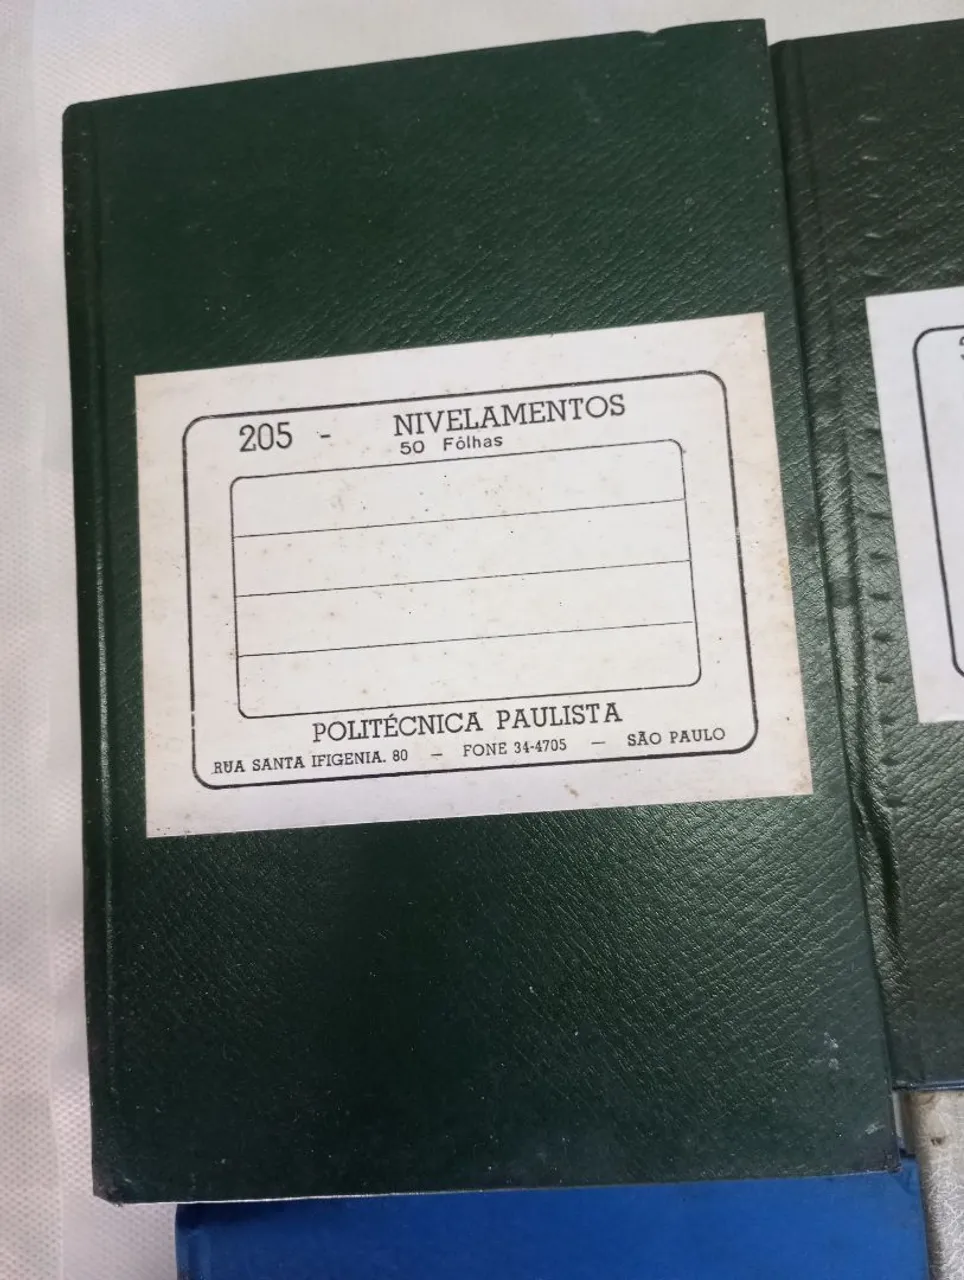 205 - NIVELAMENTOS
50 Fôlhas
POLITÉCNICA PAULISTA
RUA SANTA IFIGENIA. 80 — FONE 34-4705 — SÃO PAULO